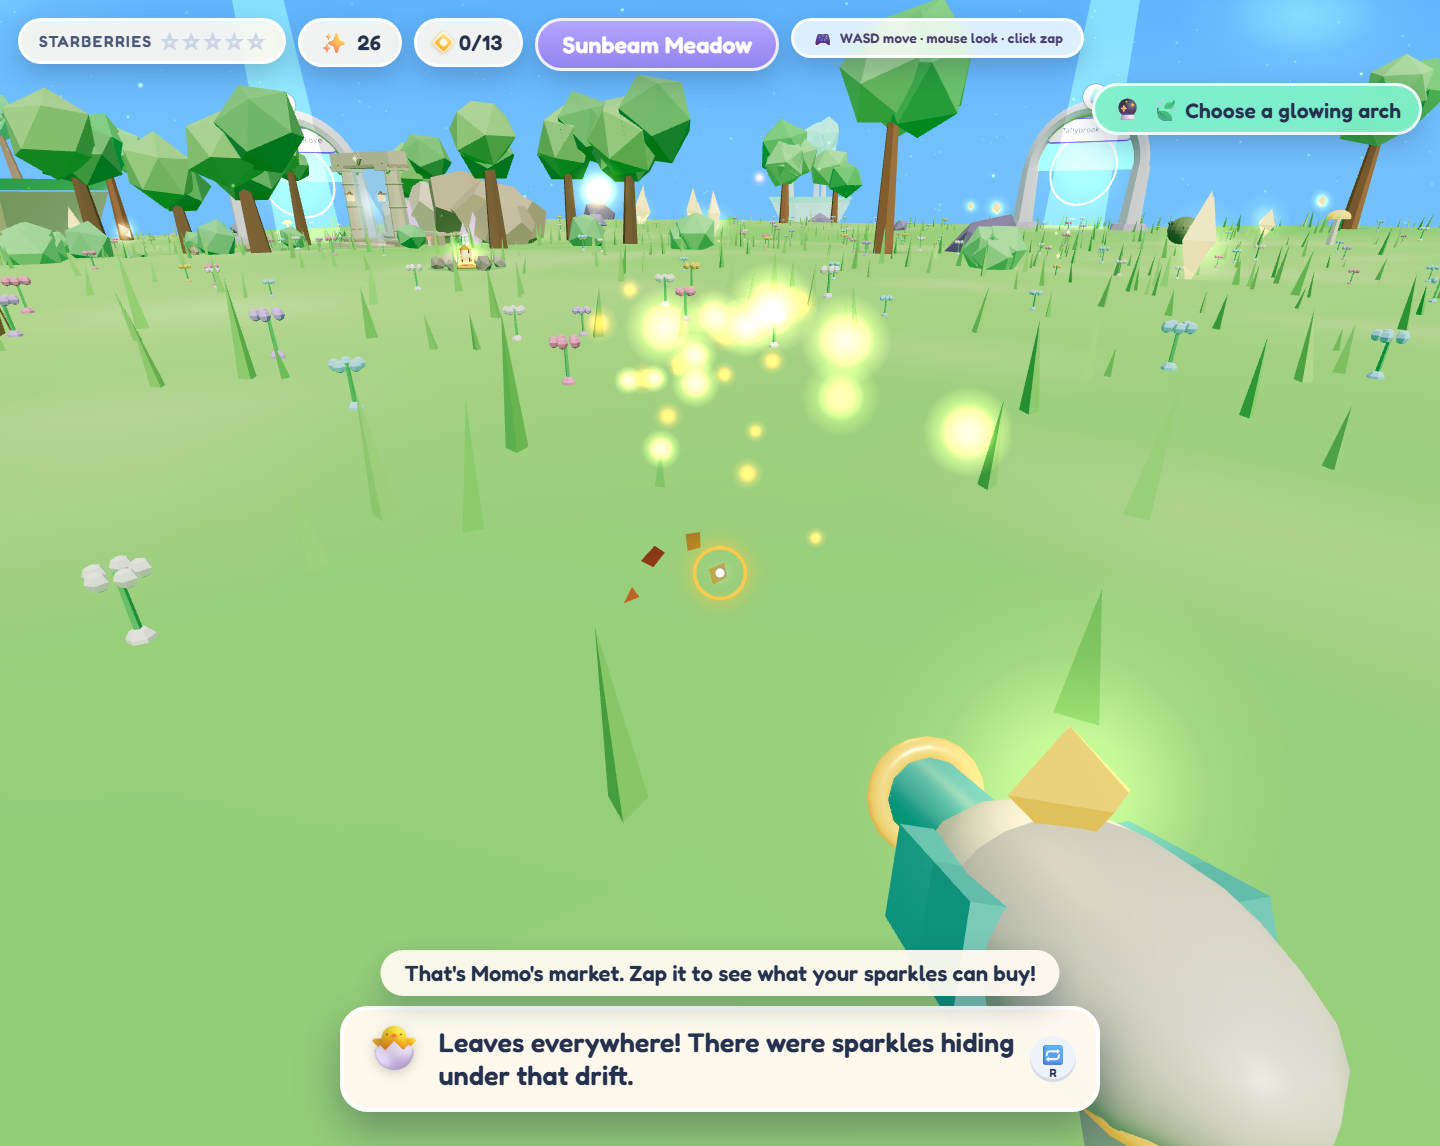 STARBERRIES
26
0/13
Sunbeam Meadow
WASD move · mouse look · click zap
Choose a glowing arch
Tallybrook
That's Momo's market. Zap it to see what your sparkles can buy!
Leaves everywhere! There were sparkles hiding
under that drift.
R